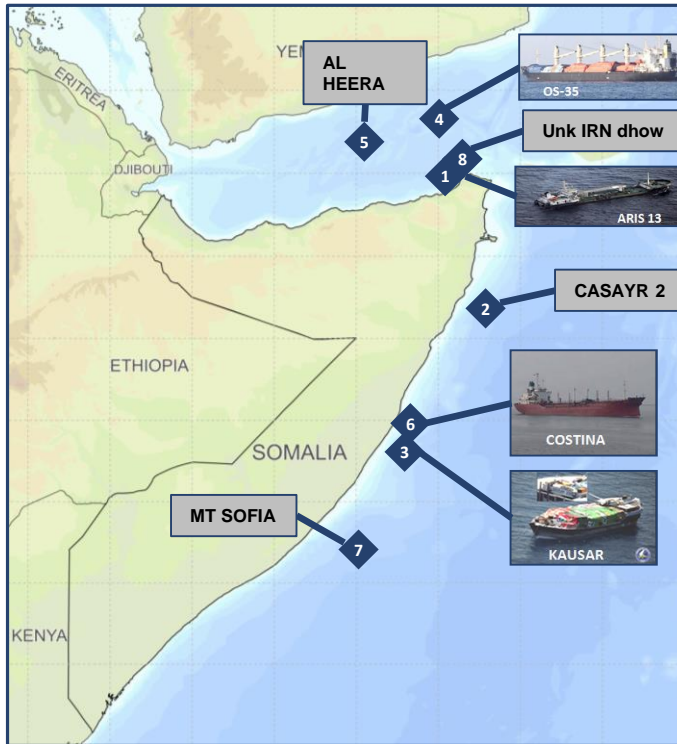 YE
ERITREA
AL
HEERA
OS-35
4
5
Unk IRN dhow
8
DJIBOUTI
1
ARIS 13
CASAYR 2
2
ETHIOPIA
COSTINA
6
SOMALIA
3
MT SOFIA
KAUSAR
7
KENYA